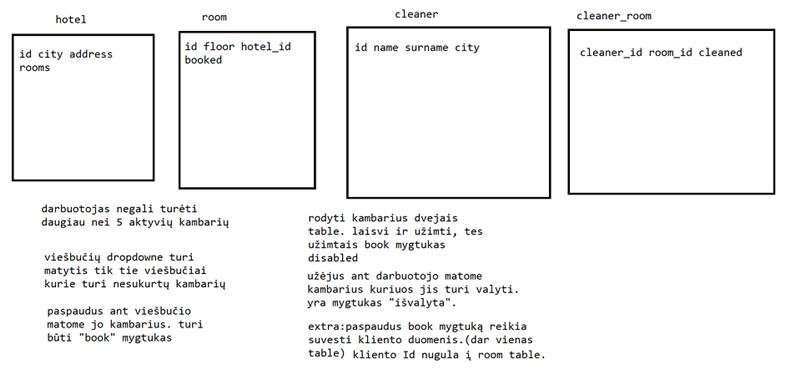 hotel
room
cleaner
cleaner_room
id city address
rooms
id floor hotel_id
booked
id name surname city
cleaner_id room_id cleaned
darbuotojas negali turėti
daugiau nei 5 aktyvių kambarių
viešbučių dropdowne turi
matytis tik tie viešbučiai
kurie turi nesukurtų kambarių
paspaudus ant viešbučio
matome jo kambarius. turi
būti "book" mygtukas
rodyti kambarius dvejais
table. laisvi ir užimti, tes
užimtais book mygtukas
disabled
užėjus ant darbuotojo matome
kambarius kuriuos jis turi valyti.
yra mygtukas "išvalyta".
extra:paspaudus book mygtuką reikia
suvesti kliento duomenis.(dar vienas
table) kliento Id nugula į room table.